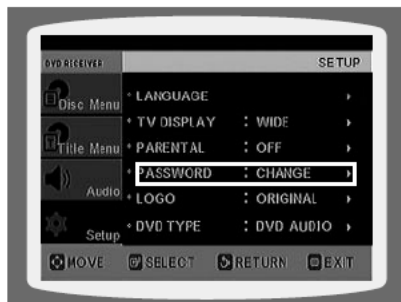 DVD RECEIVER SETUP
Disc Menu
Title Menu
Audio
Setup
LANGUAGE
TV DISPLAY : WIDE
PARENTAL : OFF
PASSWORD : CHANGE
LOGO : ORIGINAL
DVD TYPE : DVD AUDIO
MOVE SELECT RETURN EXIT